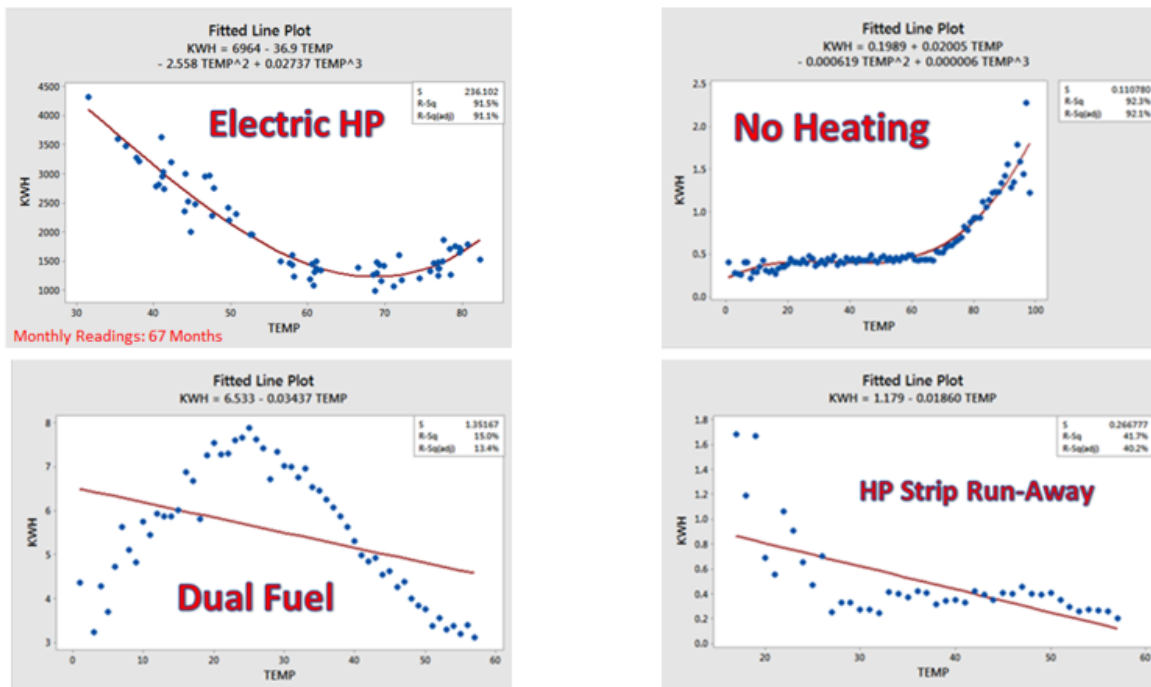 Fitted Line Plot
KWH = 6964 - 36.9 TEMP
- 2.558 TEMP^2 + 0.02737 TEMP^3
S 236.102
R-Sq 91.5%
R-Sq(adj) 91.1%
Electric HP
4500
4000
3500
3000
2500
2000
1500
1000
KWH
30 40 50 60 70 80
TEMP
Monthly Readings: 67 Months
Fitted Line Plot
KWH = 0.1989 + 0.02005 TEMP
- 0.000619 TEMP^2 + 0.000006 TEMP^3
S 0.110780
R-Sq 92.3%
R-Sq(adj) 92.1%
No Heating
2.5
2.0
1.5
1.0
0.5
0.0
KWH
0 20 40 60 80 100
TEMP
Fitted Line Plot
KWH = 6.533 - 0.03437 TEMP
S 1.35167
R-Sq 15.0%
R-Sq(adj) 13.4%
8
7
6
5
4
3
KWH
Dual Fuel
0 10 20 30 40 50 60
TEMP
Fitted Line Plot
KWH = 1.179 - 0.01860 TEMP
S 0.266777
R-Sq 41.7%
R-Sq(adj) 40.2%
HP Strip Run-Away
1.8
1.6
1.4
1.2
1.0
0.8
0.6
0.4
0.2
0.0
KWH
20 30 40 50 60
TEMP